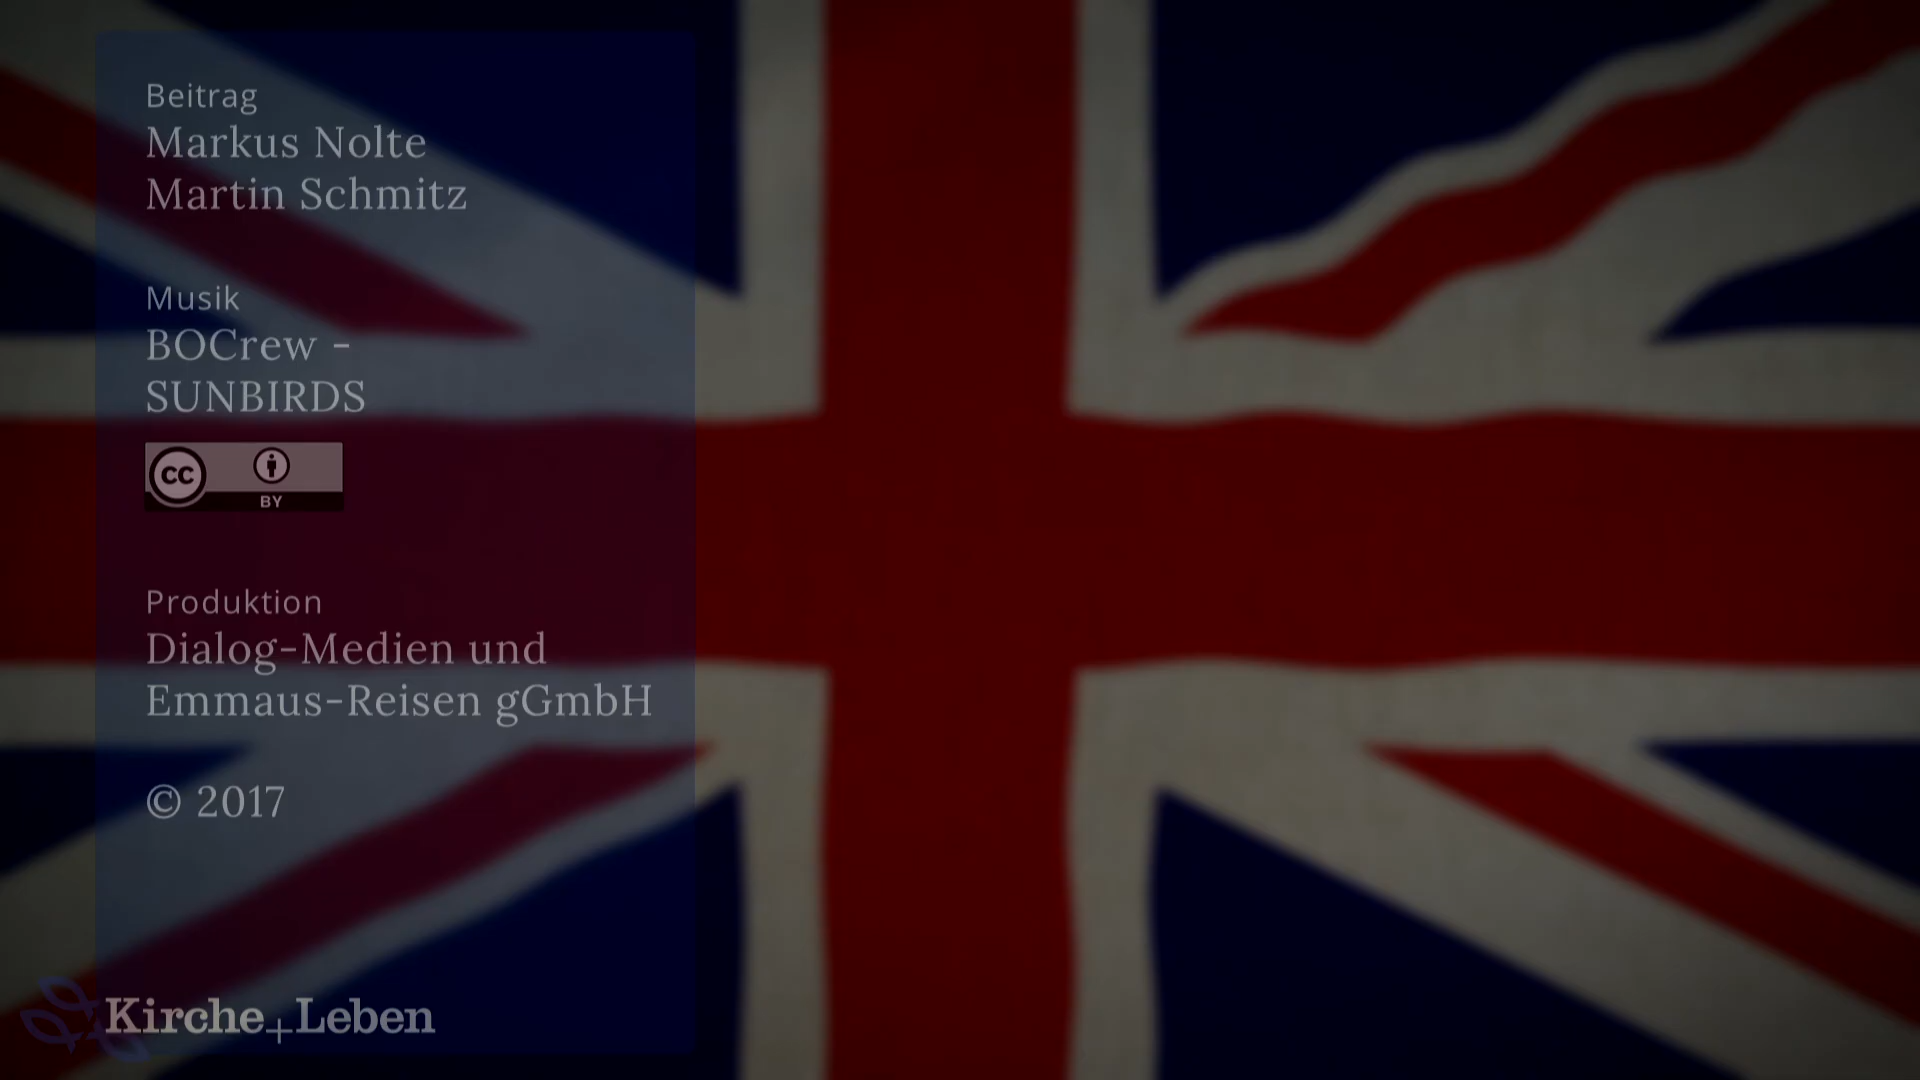 Beitrag
Markus Nolte
Martin Schmitz
Musik
BOCrew -
SUNBIRDS
CC
BY
Produktion
Dialog-Medien und
Emmaus-Reisen gGmbH
© 2017
Kirche+Leben